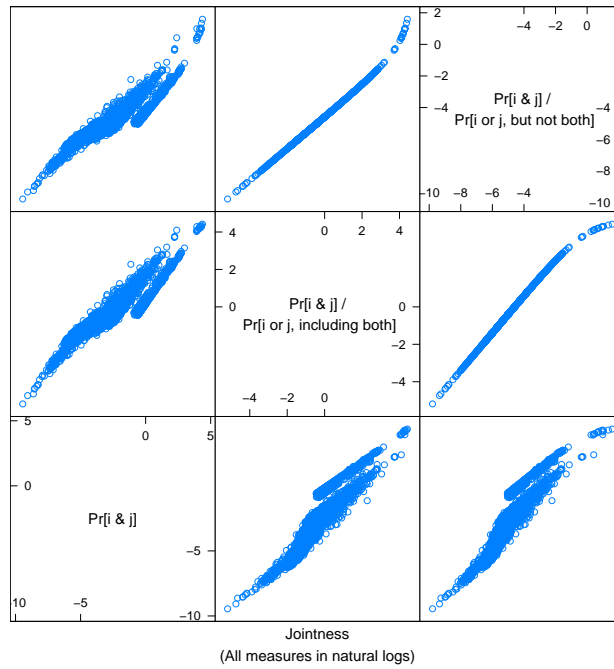 −4 −2 0
2
0
−2
−4
Pr[i & j] /
Pr[i or j, but not both]
−4
−6
−8
−10
−10 −8 −6 −4
0 2 4
4
2
0
Pr[i & j] /
Pr[i or j, including both]
0
−2
−4
−4 −2 0
5
0
0 5
Pr[i & j]
−5
−10
10 −5
Jointness
(All measures in natural logs)